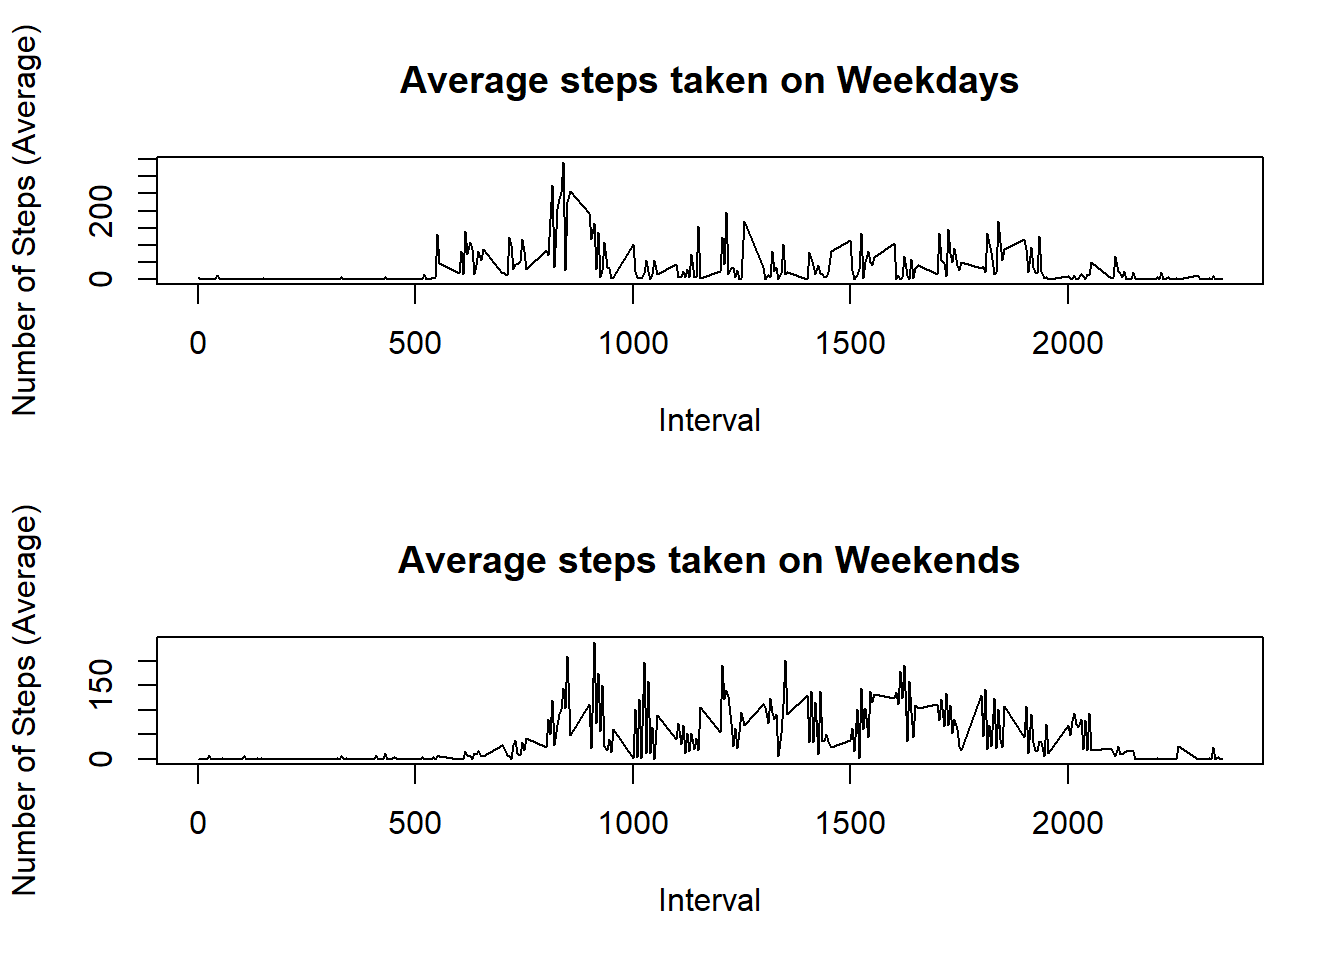 Average steps taken on Weekdays
Number of Steps (Average)
200
0
0 500 1000 1500 2000
Interval
Average steps taken on Weekends
Number of Steps (Average)
150
0
0 500 1000 1500 2000
Interval